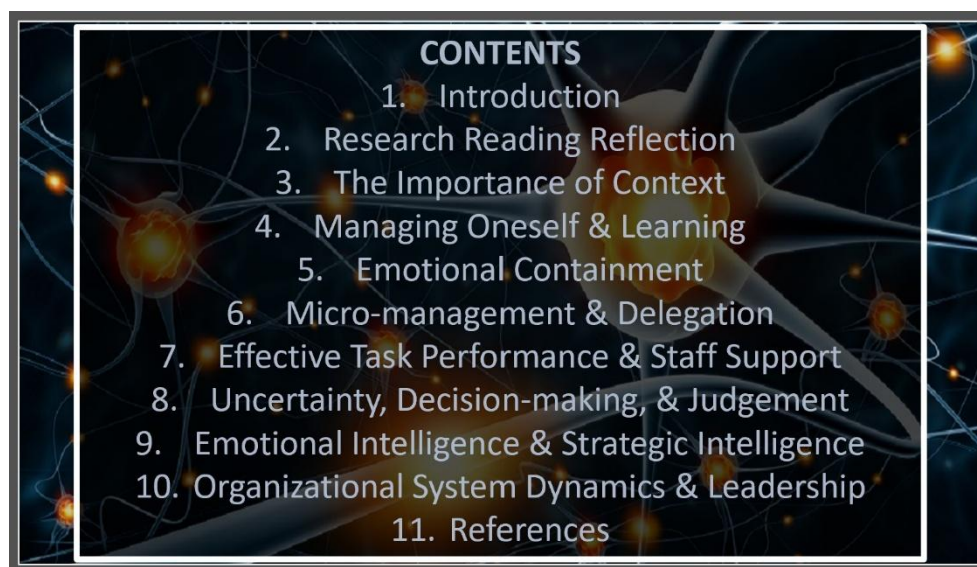 CONTENTS
1. Introduction
2. Research Reading Reflection
3. The Importance of Context
4. Managing Oneself & Learning
5. Emotional Containment
6. Micro-management & Delegation
7. Effective Task Performance & Staff Support
8. Uncertainty, Decision-making, & Judgement
9. Emotional Intelligence & Strategic Intelligence
10. Organizational System Dynamics & Leadership
11. References